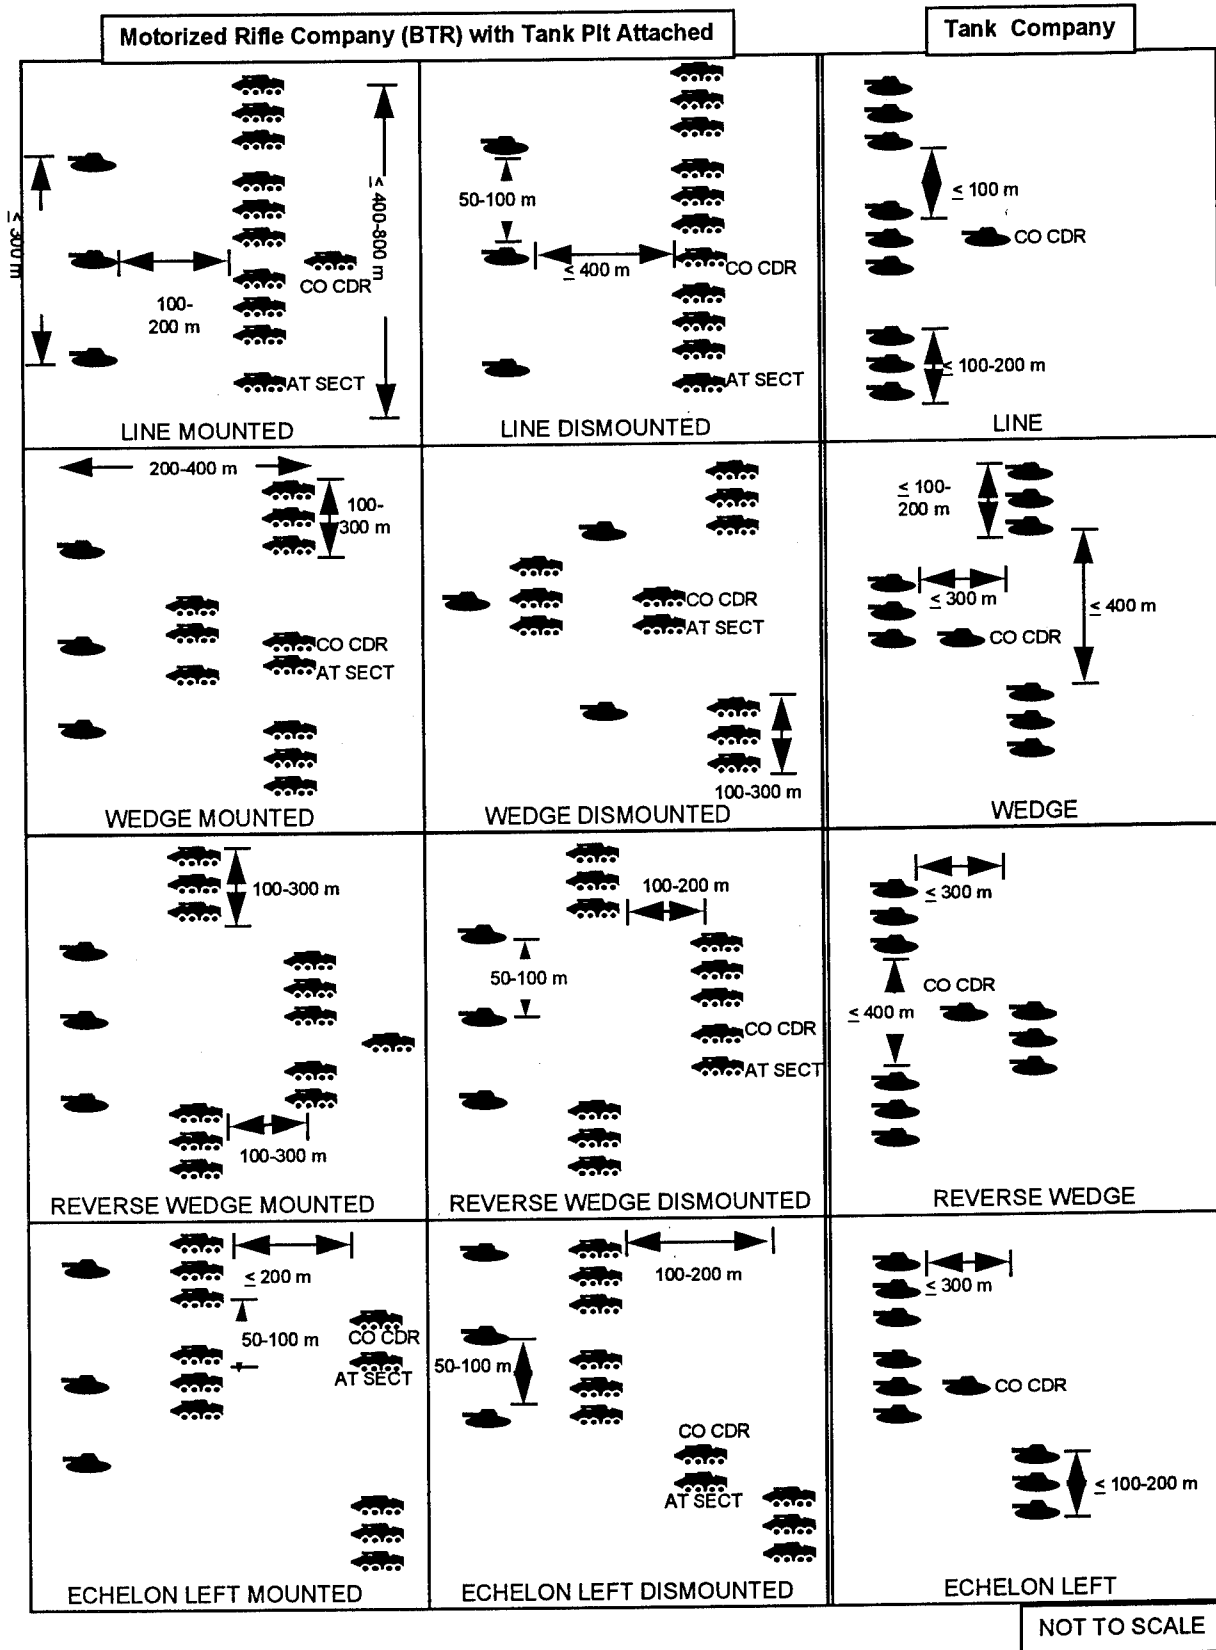 Motorized Rifle Company (BTR) with Tank Plt Attached
Tank Company
≤ 300 m
100-
200 m
≤ 400-800 m
CO CDR
AT SECT
LINE MOUNTED
50-100 m
≤ 400 m
CO CDR
AT SECT
LINE DISMOUNTED
≤ 100 m
CO CDR
≤ 100-200 m
LINE
200-400 m
100-
300 m
CO CDR
AT SECT
WEDGE MOUNTED
CO CDR
AT SECT
100-300 m
WEDGE DISMOUNTED
≤ 100-
200 m
≤ 300 m
≤ 400 m
CO CDR
WEDGE
100-300 m
100-300 m
REVERSE WEDGE MOUNTED
100-200 m
50-100 m
CO CDR
AT SECT
REVERSE WEDGE DISMOUNTED
≤ 300 m
CO CDR
≤ 400 m
REVERSE WEDGE
≤ 200 m
50-100 m
CO CDR
AT SECT
ECHELON LEFT MOUNTED
100-200 m
50-100 m
CO CDR
AT SECT
ECHELON LEFT DISMOUNTED
≤ 300 m
CO CDR
≤ 100-200 m
ECHELON LEFT
NOT TO SCALE